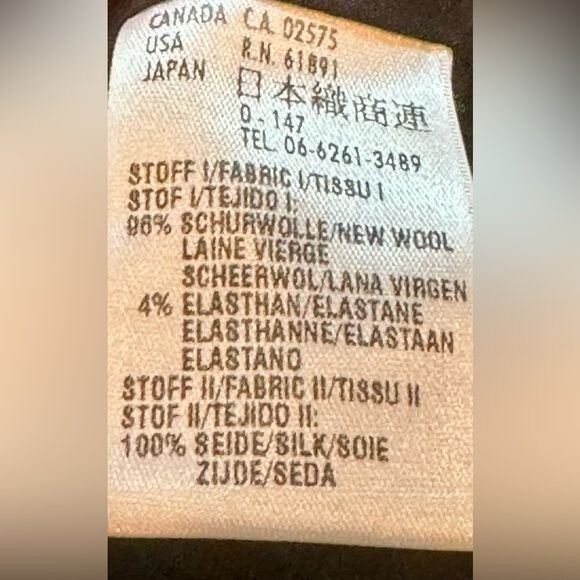 CANADA C.A. 02575
USA R.N. 61891
JAPAN 日本織商連
0-147
TEL. 06-6261-3489
STOFF I/FABRIC I/TISSU I
STOF I/TEJIDO I:
96% SCHURWOLLE/NEW WOOL
LAINE VIERGE
SCHEERWOL/LANA VIRGEN
4% ELASTHAN/ELASTANE
ELASTHANNE/ELASTAAN
ELASTANO
STOFF II/FABRIC II/TISSU II
STOF II/TEJIDO II:
100% SEIDE/SILK/SOIE
ZIJDE/SEDA